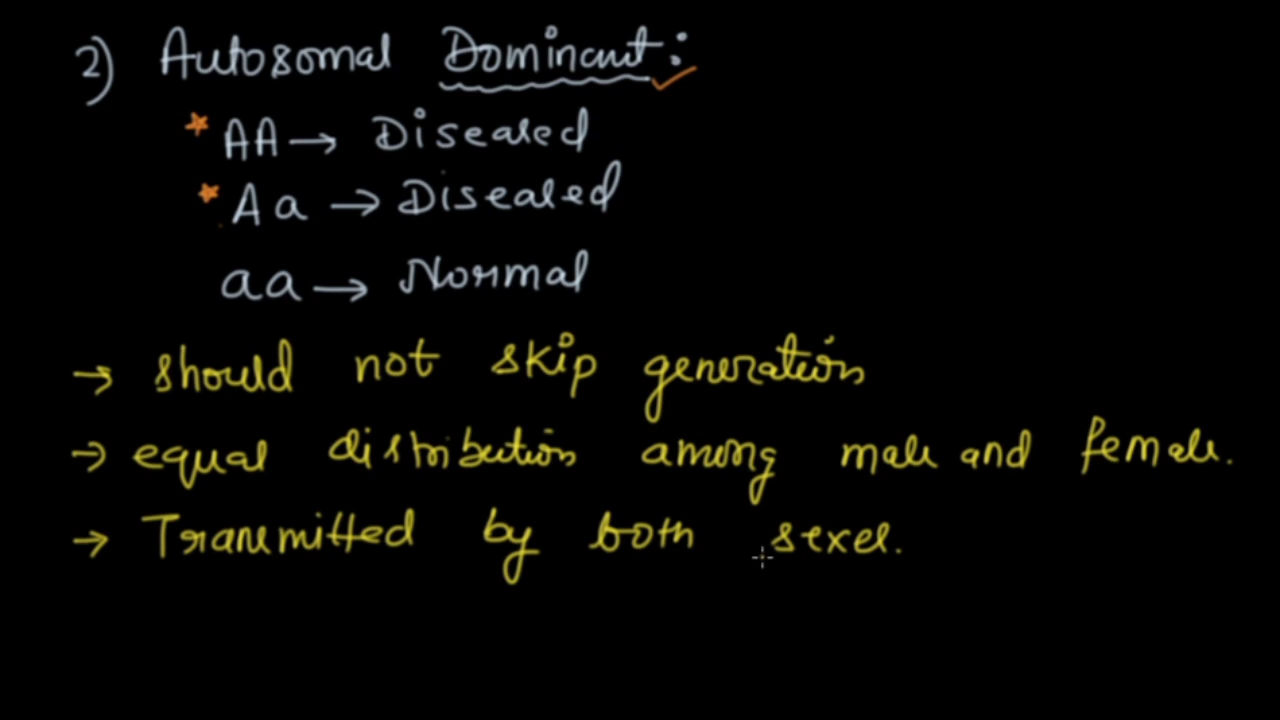 2) Autosomal Dominant:
* AA → Diseased
* Aa → Diseased
aa → Normal
→ should not skip generation
→ equal distribution among male and female.
→ Transmitted by both sexes.